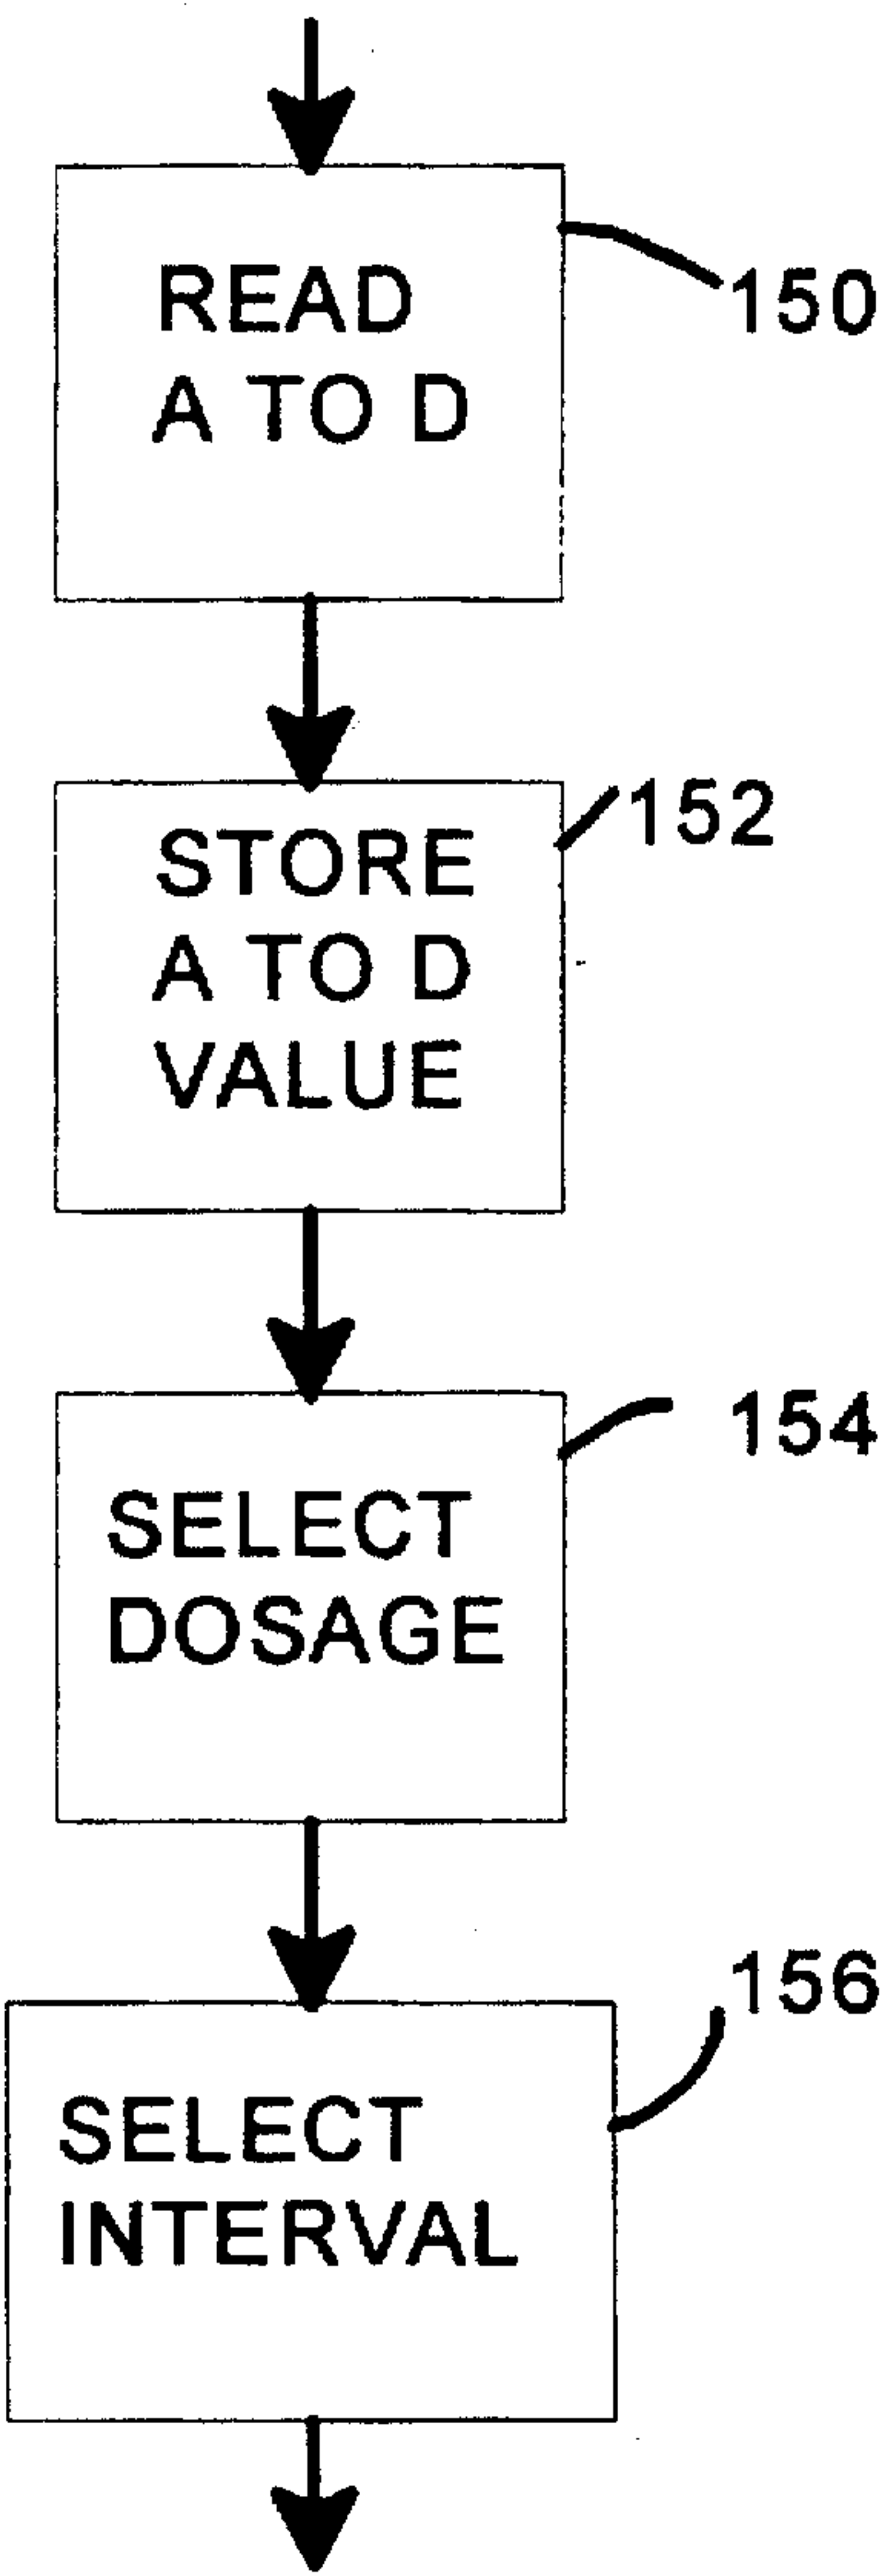 READ
A TO D
150
STORE
A TO D
VALUE
152
SELECT
DOSAGE
154
SELECT
INTERVAL
156